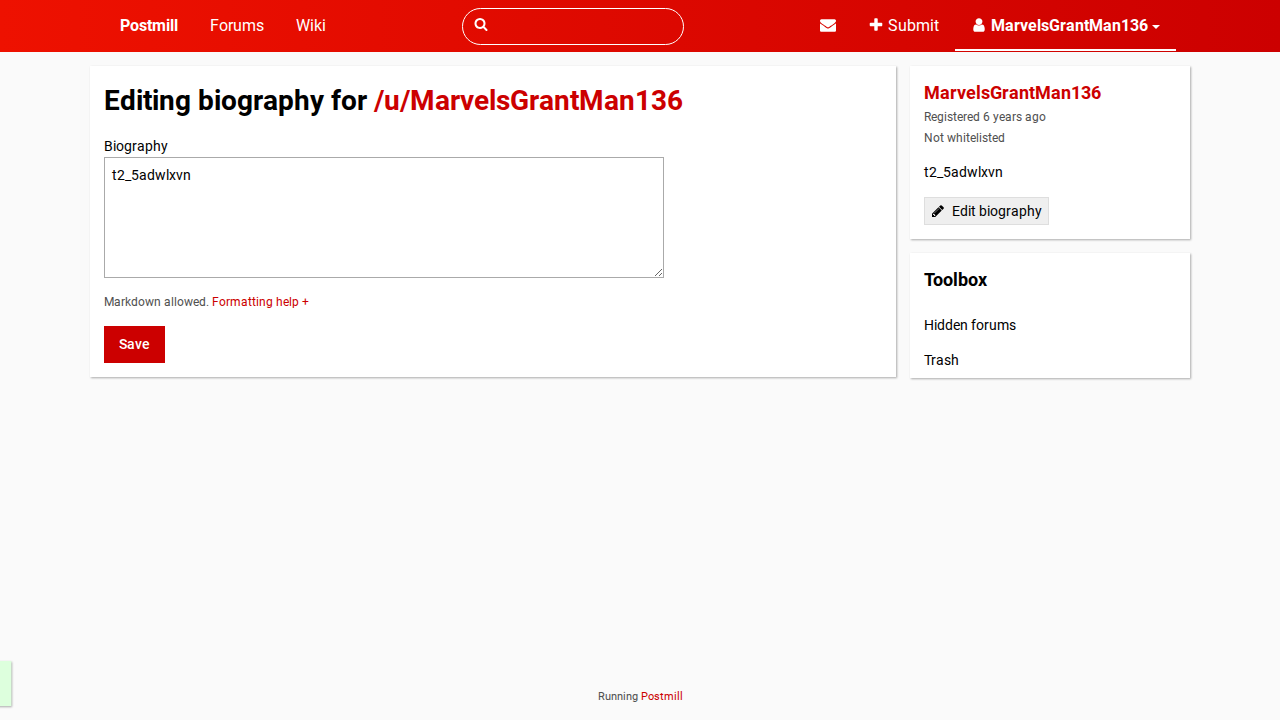 Postmill Forums Wiki Submit MarvelsGrantMan136
Editing biography for /u/MarvelsGrantMan136
Biography
t2_5adwlxvn
Markdown allowed. Formatting help +
Save
MarvelsGrantMan136
Registered 6 years ago
Not whitelisted
t2_5adwlxvn
Edit biography
Toolbox
Hidden forums
Trash
Running Postmill